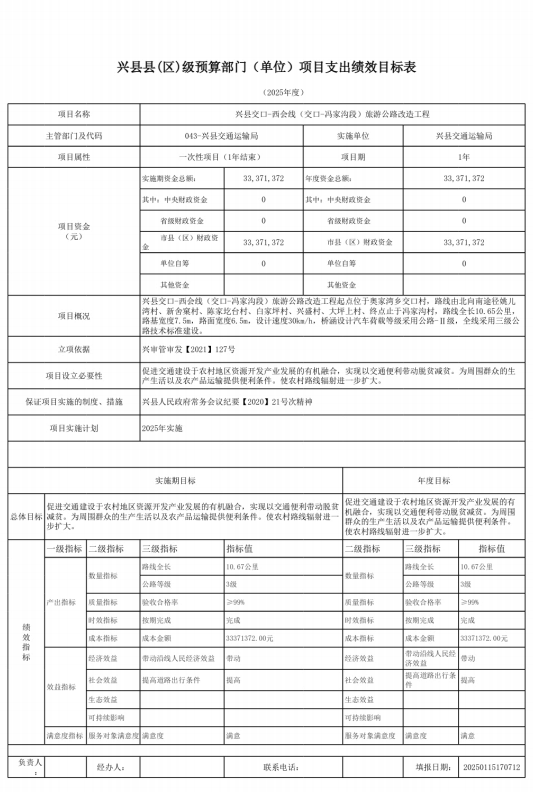 兴县县(区)级预算部门（单位）项目支出绩效目标表
（2025年度）
项目名称 兴县交口-西会线（交口-冯家沟段）旅游公路改造工程
主管部门及代码 043-兴县交通运输局 实施单位 兴县交通运输局
项目属性 一次性项目（1年结束） 项目期 1年
项目资金（元） 实施期资金总额： 33,371,372 年度资金总额： 33,371,372
其中：中央财政资金 0 其中：中央财政资金 0
省级财政资金 0 省级财政资金 0
市县（区）财政资金 33,371,372 市县（区）财政资金 33,371,372
单位自筹 0 单位自筹 0
其他资金 其他资金
项目概况
兴县交口-西会线（交口-冯家沟段）旅游公路改造工程起点位于奥家湾乡交口村，路线由北向南途径姚儿
湾村、新舍窠村、陈家圪台村、白家坪村、兴盛村、大坪上村，终点止于冯家沟村，路线全长10.65公里，
路基宽度7.5m，路面宽度6.5m，设计速度30km/h，桥涵设计汽车荷载等级采用公路-Ⅱ级，全线采用三级公
路技术标准建设。
立项依据 兴审管审发【2021】127号
项目设立必要性
促进交通建设于农村地区资源开发产业发展的有机融合，实现以交通便利带动脱贫减贫。为周围群众的生
产生活以及农产品运输提供便利条件。使农村路线辐射进一步扩大。
保证项目实施的制度、措施 兴县人民政府常务会议纪要【2020】21号次精神
项目实施计划 2025年实施
实施期目标 年度目标
总体目标
促进交通建设于农村地区资源开发产业发展的有机融合，实现以交通便利带动脱贫
减贫。为周围群众的生产生活以及农产品运输提供便利条件。使农村路线辐射进一
步扩大。
促进交通建设于农村地区资源开发产业发展的有
机融合，实现以交通便利带动脱贫减贫。为周围
群众的生产生活以及农产品运输提供便利条件。
使农村路线辐射进一步扩大。
绩效指标
一级指标 二级指标 三级指标 指标值 二级指标 三级指标 指标值
产出指标 数量指标 路线全长 10.67公里 数量指标 路线全长 10.67公里
公路等级 3级 公路等级 3级
质量指标 验收合格率 ≥99% 质量指标 验收合格率 ≥99%
时效指标 按期完成 完成 时效指标 按期完成 完成
成本指标 成本金额 33371372.00元 成本指标 成本金额 33371372.00元
效益指标 经济效益 带动沿线人民经济效益 带动 经济效益 带动沿线人民经济效益 带动
社会效益 提高道路出行条件 提高 社会效益 提高道路出行条件 提高
生态效益 生态效益
可持续影响 可持续影响
满意度指标 服务对象满意度 满意度 满意 服务对象满意度 满意度 满意
负责人： 经办人： 联系电话： 填报日期： 20250115170712